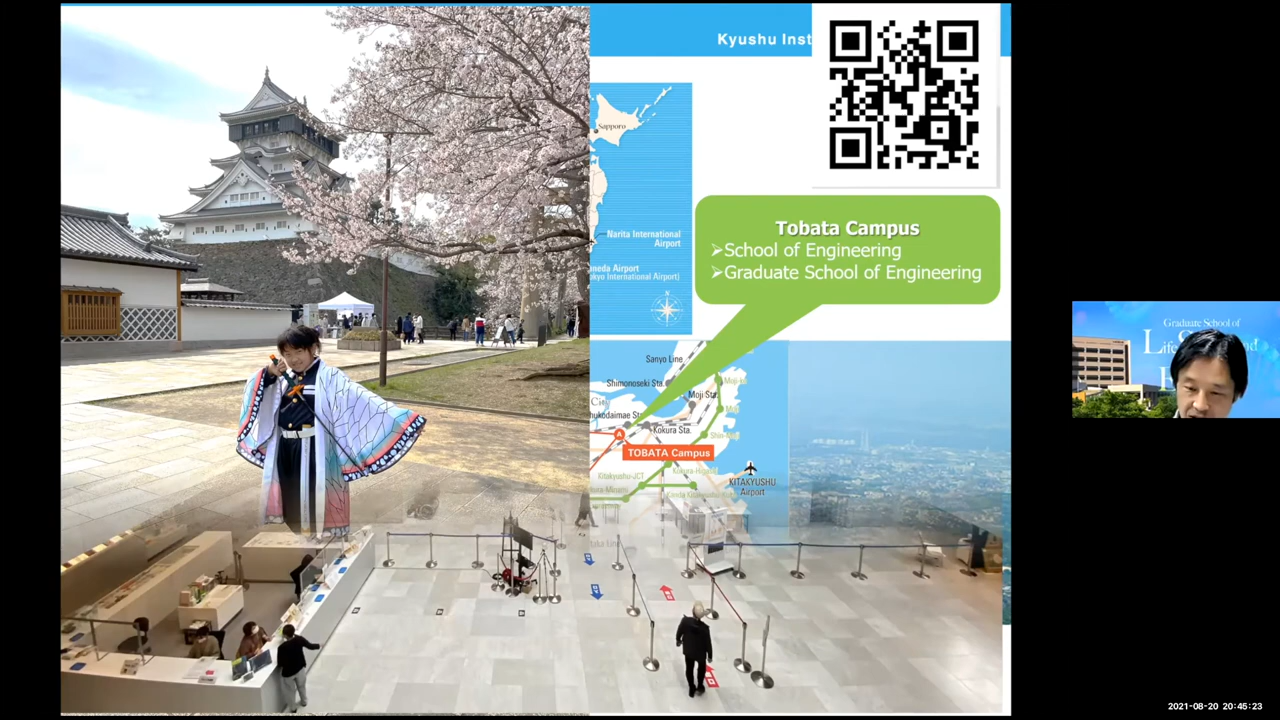 Kyushu Inst
Sapporo
Narita International
Airport
neda Airport
okyo International Airport)
N
Tobata Campus
➢School of Engineering
➢Graduate School of Engineering
Sanyo Line
Shimonoseki Sta.
Moji Sta.
Kokura Sta.
A
TOBATA Campus
Kitakyushu-JCT
KITAKYUSHU
Airport
Graduate School of
2021-08-20 20:45:23